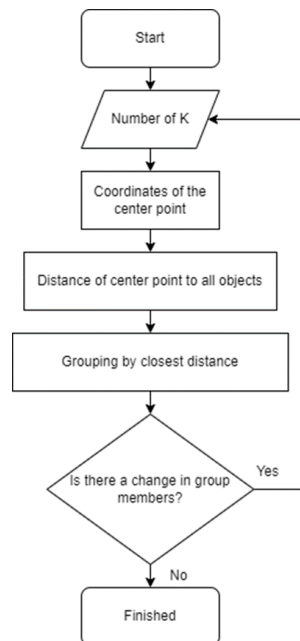 Start
Number of K
Coordinates of the
center point
Distance of center point to all objects
Grouping by closest distance
Is there a change in group
members?
Yes
No
Finished